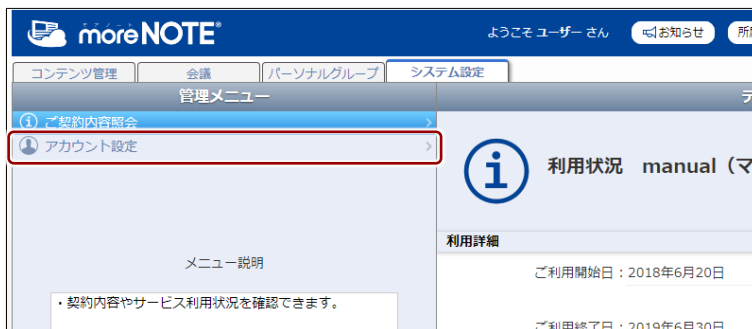 モアノート
moreNOTE®
ようこそ ユーザー さん
お知らせ
コンテンツ管理
会議
パーソナルグループ
システム設定
管理メニュー
ご契約内容照会
アカウント設定
利用状況 manual（マ
利用詳細
メニュー説明
ご利用開始日：2018年6月20日
・契約内容やサービス利用状況を確認できます。
ご利用終了日：2019年6月30日